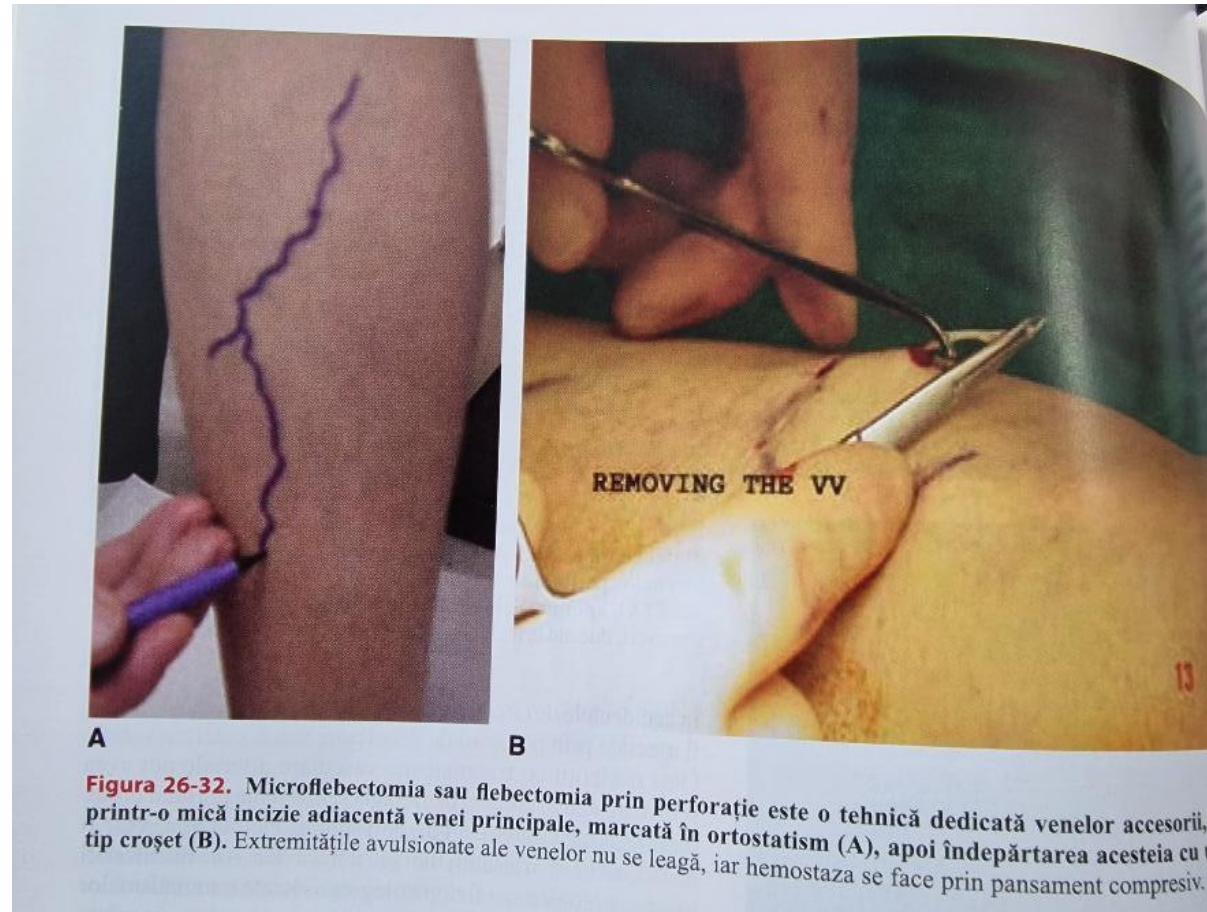 REMOVING THE VV
13
A
B
Figura 26-32. Microflebectomia sau flebectomia prin perforație este o tehnică dedicată venelor accesorii,
printr-o mică incizie adiacentă venei principale, marcată în ortostatism (A), apoi îndepărtarea acesteia cu
tip croșet (B). Extremitățile avulsionate ale venelor nu se leagă, iar hemostaza se face prin pansament compresiv.